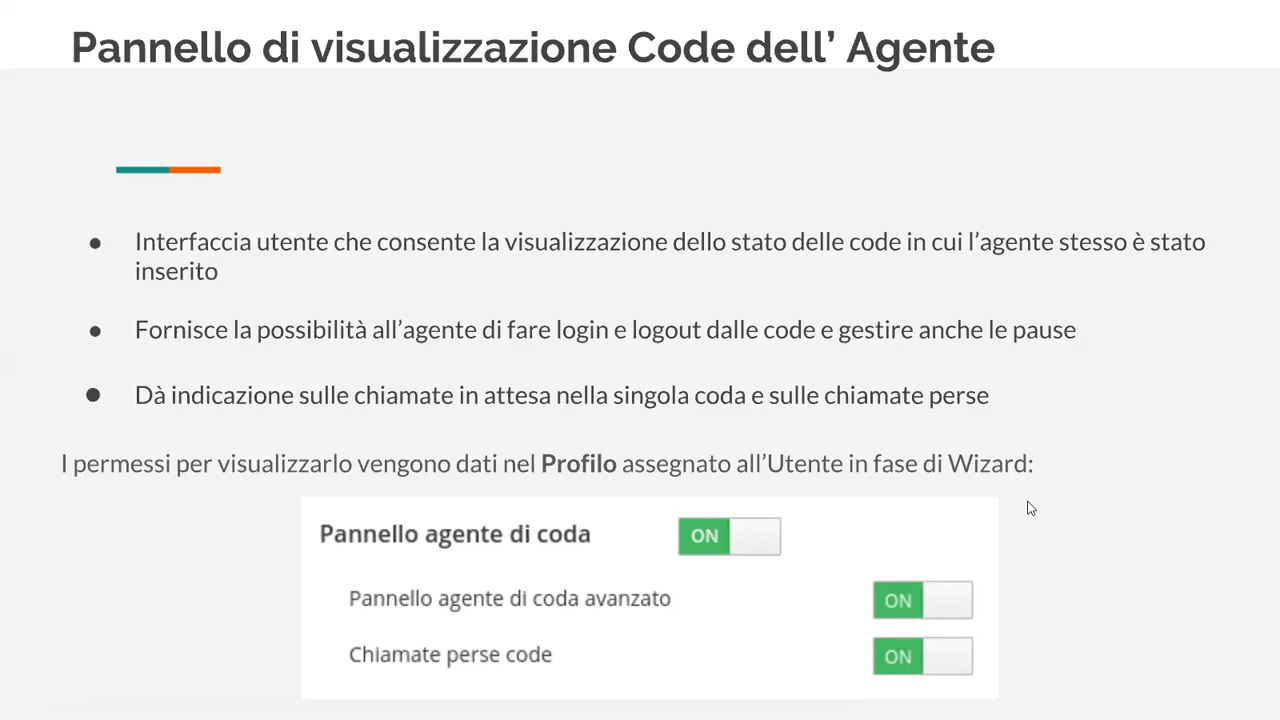 Pannello di visualizzazione Code dell’ Agente
● Interfaccia utente che consente la visualizzazione dello stato delle code in cui l’agente stesso è stato
inserito
● Fornisce la possibilità all’agente di fare login e logout dalle code e gestire anche le pause
● Dà indicazione sulle chiamate in attesa nella singola coda e sulle chiamate perse
I permessi per visualizzarlo vengono dati nel Profilo assegnato all’Utente in fase di Wizard:
Pannello agente di coda ON
Pannello agente di coda avanzato ON
Chiamate perse code ON